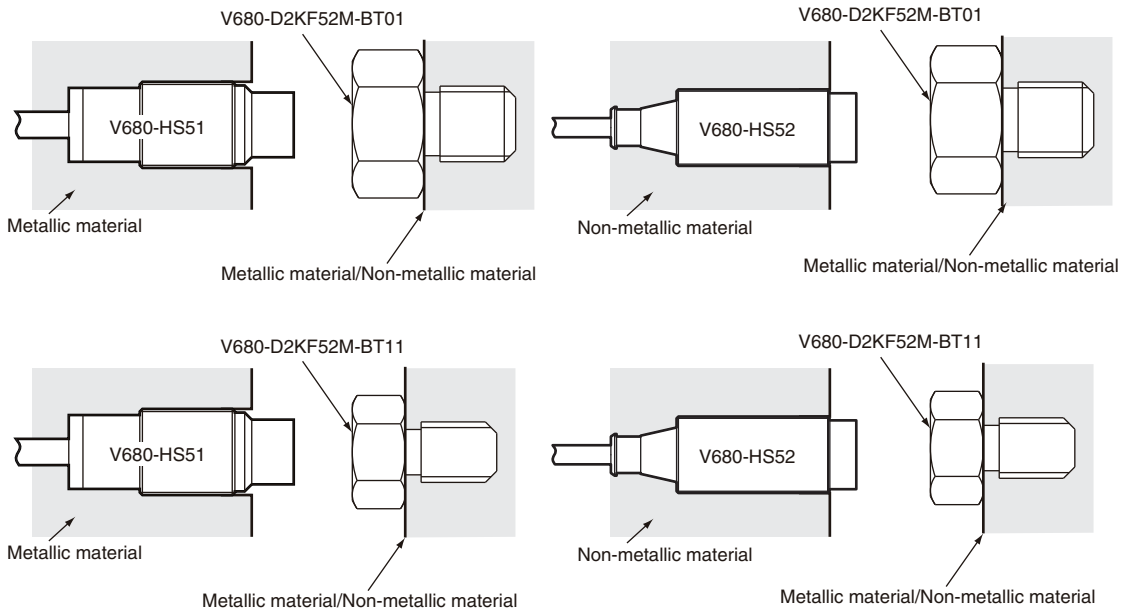 V680-D2KF52M-BT01
V680-HS51
Metallic material
Metallic material/Non-metallic material
V680-D2KF52M-BT01
V680-HS52
Non-metallic material
Metallic material/Non-metallic material
V680-D2KF52M-BT11
V680-HS51
Metallic material
Metallic material/Non-metallic material
V680-D2KF52M-BT11
V680-HS52
Non-metallic material
Metallic material/Non-metallic material